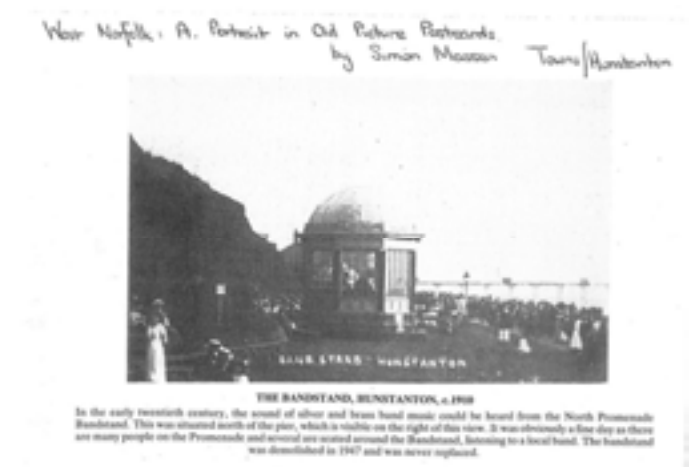 West Norfolk: A. Portrait in Old Picture Postcards.
by Simon Massen Towns/Hunstanton
BAND STAND HUNSTANTON
THE BANDSTAND, HUNSTANTON, c.1910
In the early twentieth century, the sound of silver and brass band music could be heard from the North Promenade
Bandstand. This was situated north of the pier, which is visible on the right of this view. It was obviously a fine day as there
are many people on the Promenade and several are seated around the Bandstand, listening to a local band. The bandstand
was demolished in 1947 and was never replaced.